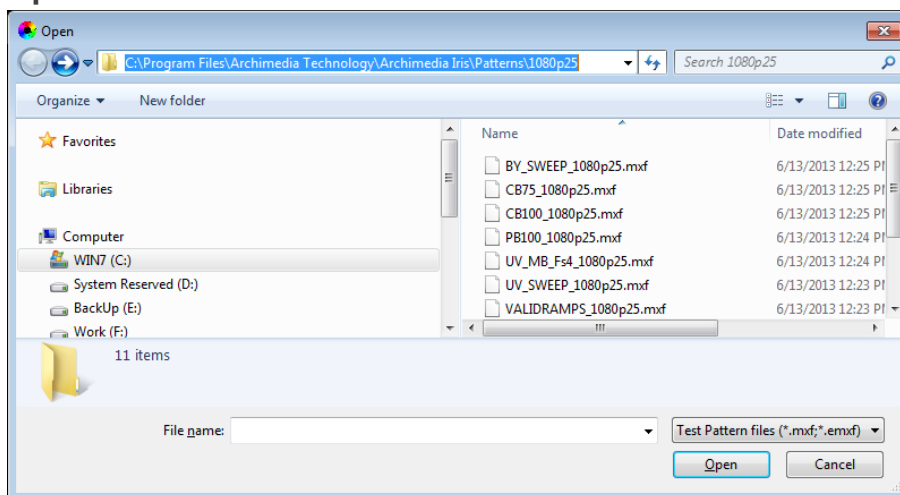 Open
C:\Program Files\Archimedia Technology\Archimedia Iris\Patterns\1080p25
Search 1080p25
Organize
New folder
Favorites
Libraries
Computer
WIN7 (C:)
System Reserved (D:)
BackUp (E:)
Work (F:)
Name Date modified
BY_SWEEP_1080p25.mxf 6/13/2013 12:25
CB75_1080p25.mxf 6/13/2013 12:25
CB100_1080p25.mxf 6/13/2013 12:25
PB100_1080p25.mxf 6/13/2013 12:24
UV_MB_Fs4_1080p25.mxf 6/13/2013 12:24
UV_SWEEP_1080p25.mxf 6/13/2013 12:23
VALIDRAMPS_1080p25.mxf 6/13/2013 12:23
11 items
File name:
Test Pattern files (*.mxf;*.emxf)
Open
Cancel